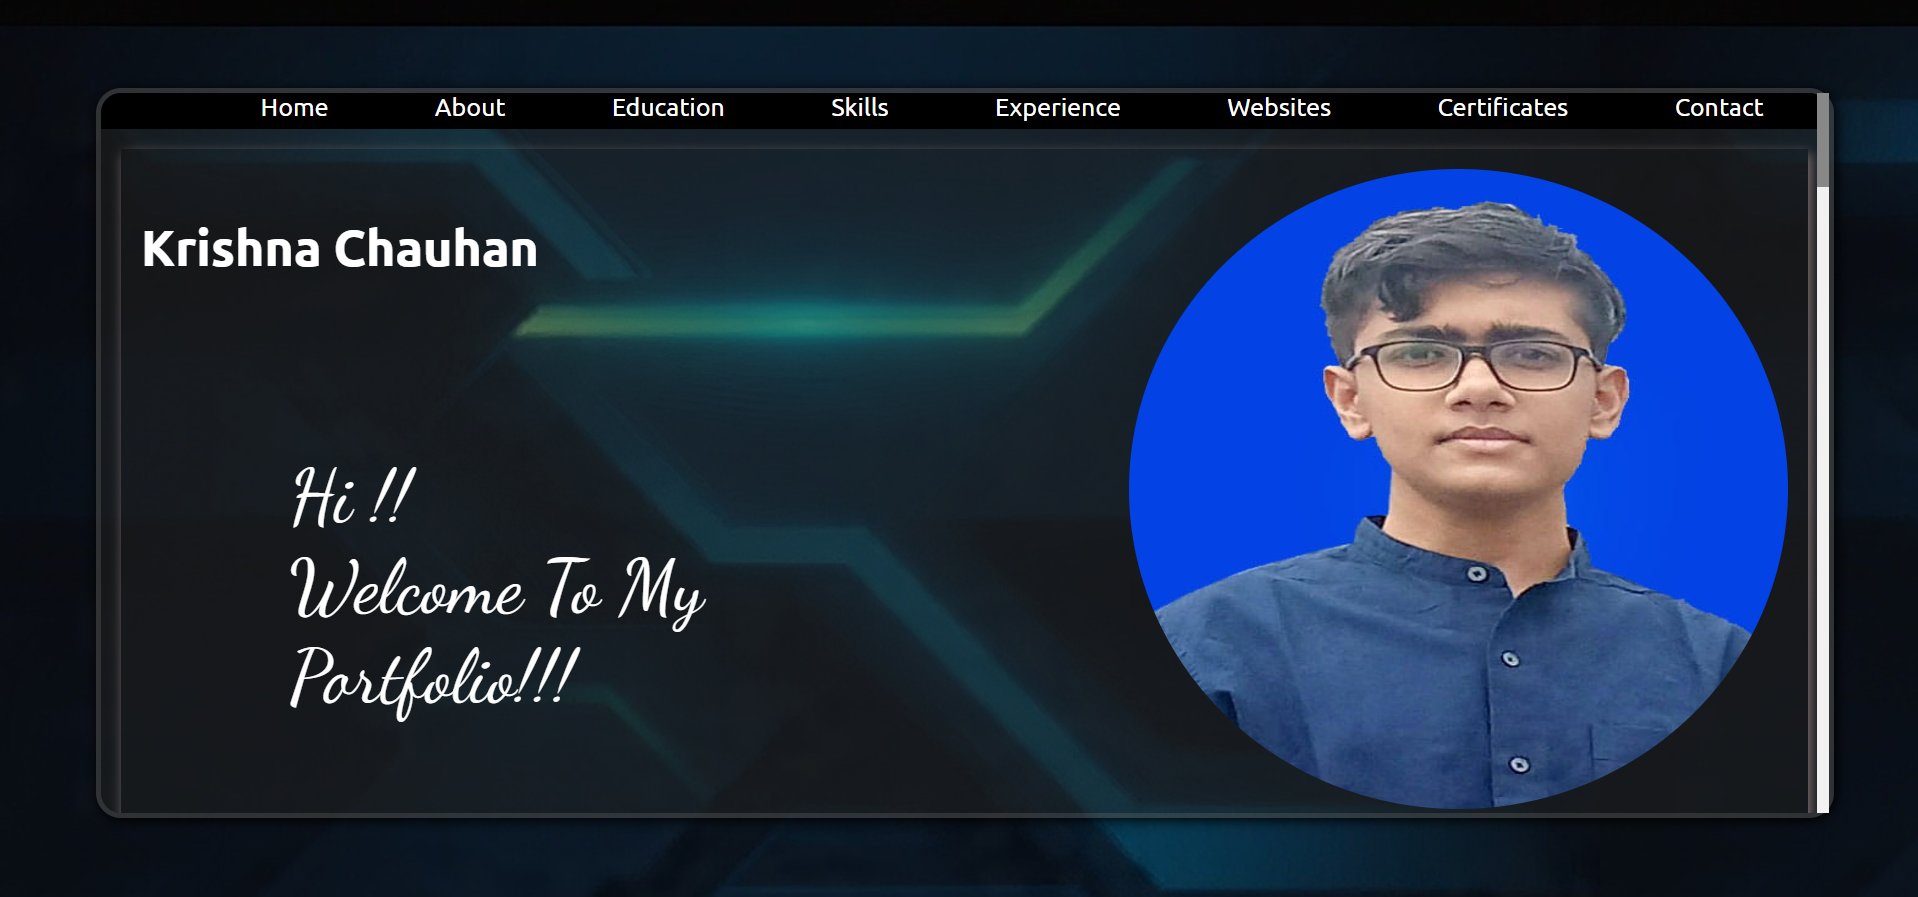 Home About Education Skills Experience Websites Certificates Contact
Krishna Chauhan
Hi !!
Welcome To My
Portfolio!!!